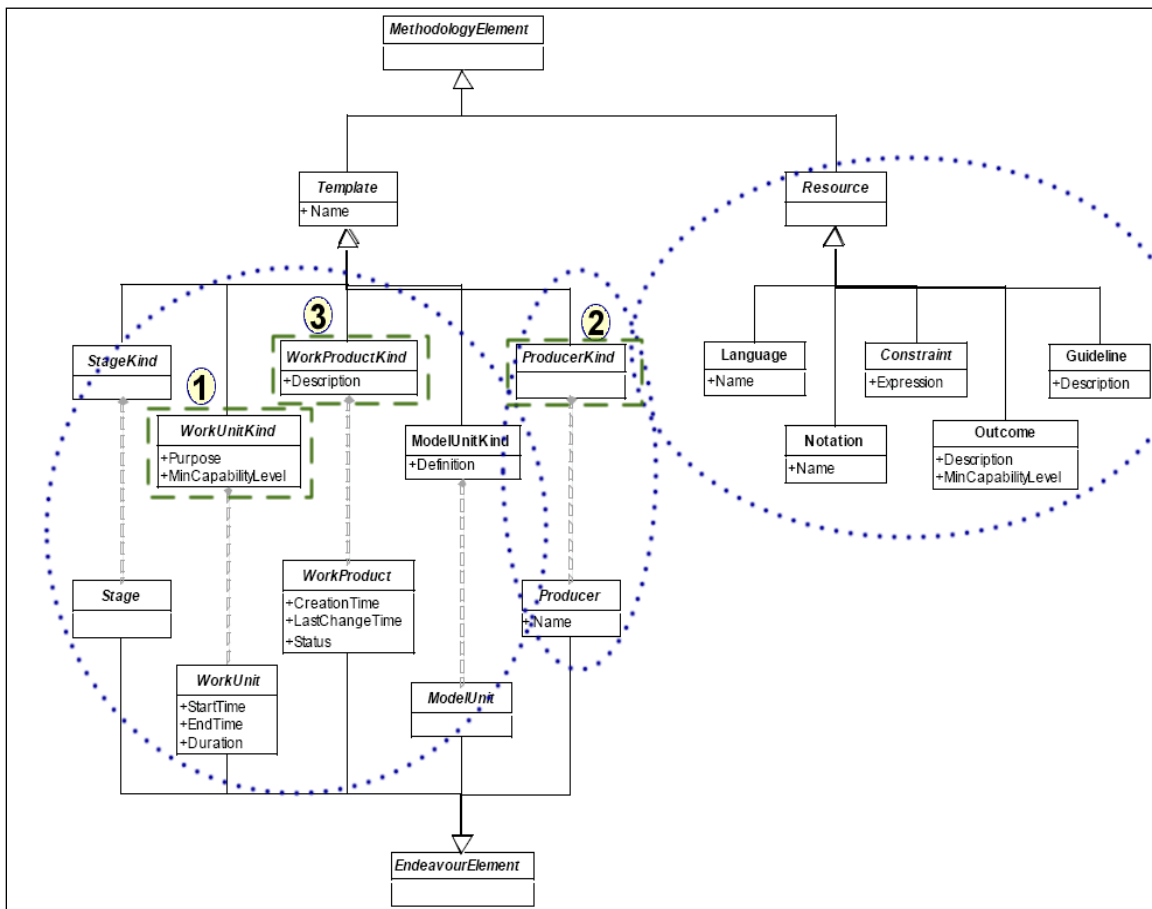 MethodologyElement
Template
+ Name
Resource
3
2
1
StageKind
WorkProductKind
+Description
ProducerKind
Language
+Name
Constraint
+Expression
Guideline
+Description
WorkUnitKind
+Purpose
+MinCapabilityLevel
ModelUnitKind
+Definition
Notation
+Name
Outcome
+Description
+MinCapabilityLevel
Stage
WorkProduct
+CreationTime
+LastChangeTime
+Status
Producer
+Name
WorkUnit
+StartTime
+EndTime
+Duration
ModelUnit
EndeavourElement